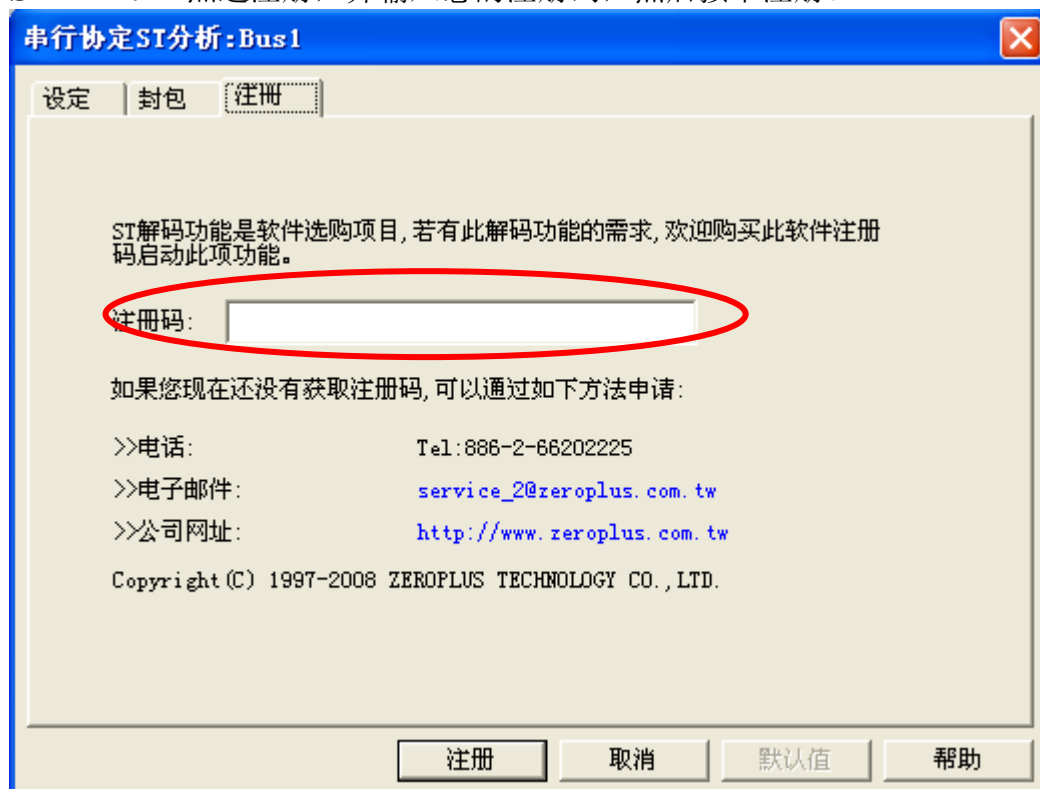 串行协定ST分析:Bus1
设定 封包 注册
ST解码功能是软件选购项目,若有此解码功能的需求,欢迎购买此软件注册
码启动此项功能。
注册码:
如果您现在还没有获取注册码,可以通过如下方法申请:
>>电话: Tel:886-2-66202225
>>电子邮件: service_2@zeroplus.com.tw
>>公司网址: http://www.zeroplus.com.tw
Copyright(C) 1997-2008 ZEROPLUS TECHNOLOGY CO.,LTD.
注册 取消 默认值 帮助